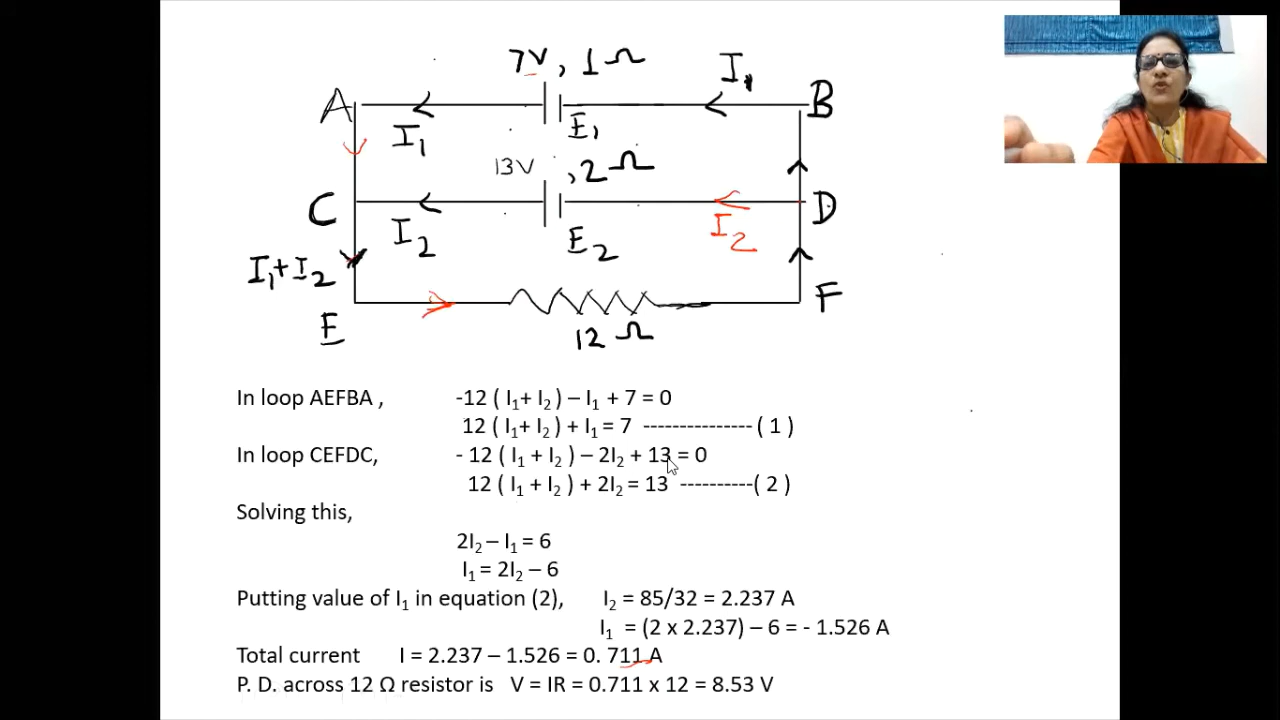 7V, 1Ω
I₁
A
B
I₁
E₁
13V
, 2Ω
C
D
I₂
E₂
I₂
I₁+I₂
E
F
12 Ω
In loop AEFBA , -12 ( I₁+ I₂ ) – I₁ + 7 = 0
12 ( I₁+ I₂ ) + I₁ = 7 --------------- ( 1 )
In loop CEFDC, - 12 ( I₁ + I₂ ) – 2I₂ + 13 = 0
12 ( I₁ + I₂ ) + 2I₂ = 13 ----------( 2 )
Solving this,
2I₂ – I₁ = 6
I₁ = 2I₂ – 6
Putting value of I₁ in equation (2), I₂ = 85/32 = 2.237 A
I₁ = (2 x 2.237) – 6 = - 1.526 A
Total current I = 2.237 – 1.526 = 0. 711 A
P. D. across 12 Ω resistor is V = IR = 0.711 x 12 = 8.53 V